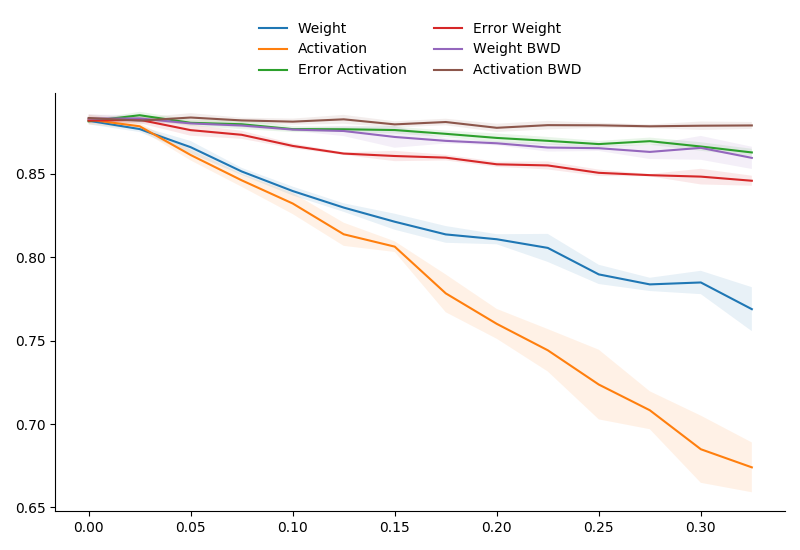 Weight
Activation
Error Activation
Error Weight
Weight BWD
Activation BWD
0.85
0.80
0.75
0.70
0.65
0.00 0.05 0.10 0.15 0.20 0.25 0.30